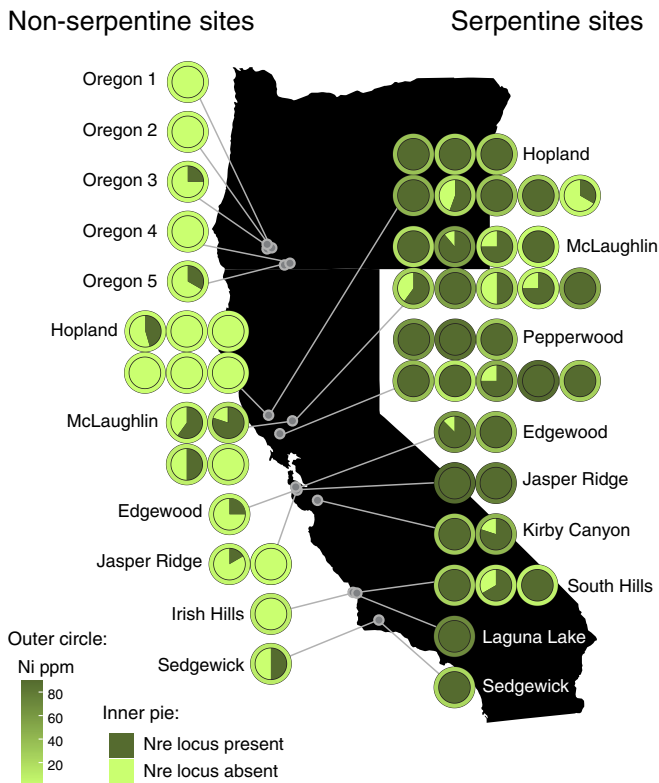 Non-serpentine sites
Serpentine sites
Oregon 1
Oregon 2
Oregon 3
Oregon 4
Oregon 5
Hopland
McLaughlin
Edgewood
Jasper Ridge
Irish Hills
Sedgewick
Hopland
McLaughlin
Pepperwood
Edgewood
Jasper Ridge
Kirby Canyon
South Hills
Laguna Lake
Sedgewick
Outer circle:
Ni ppm
80
60
40
20
Inner pie:
Nre locus present
Nre locus absent